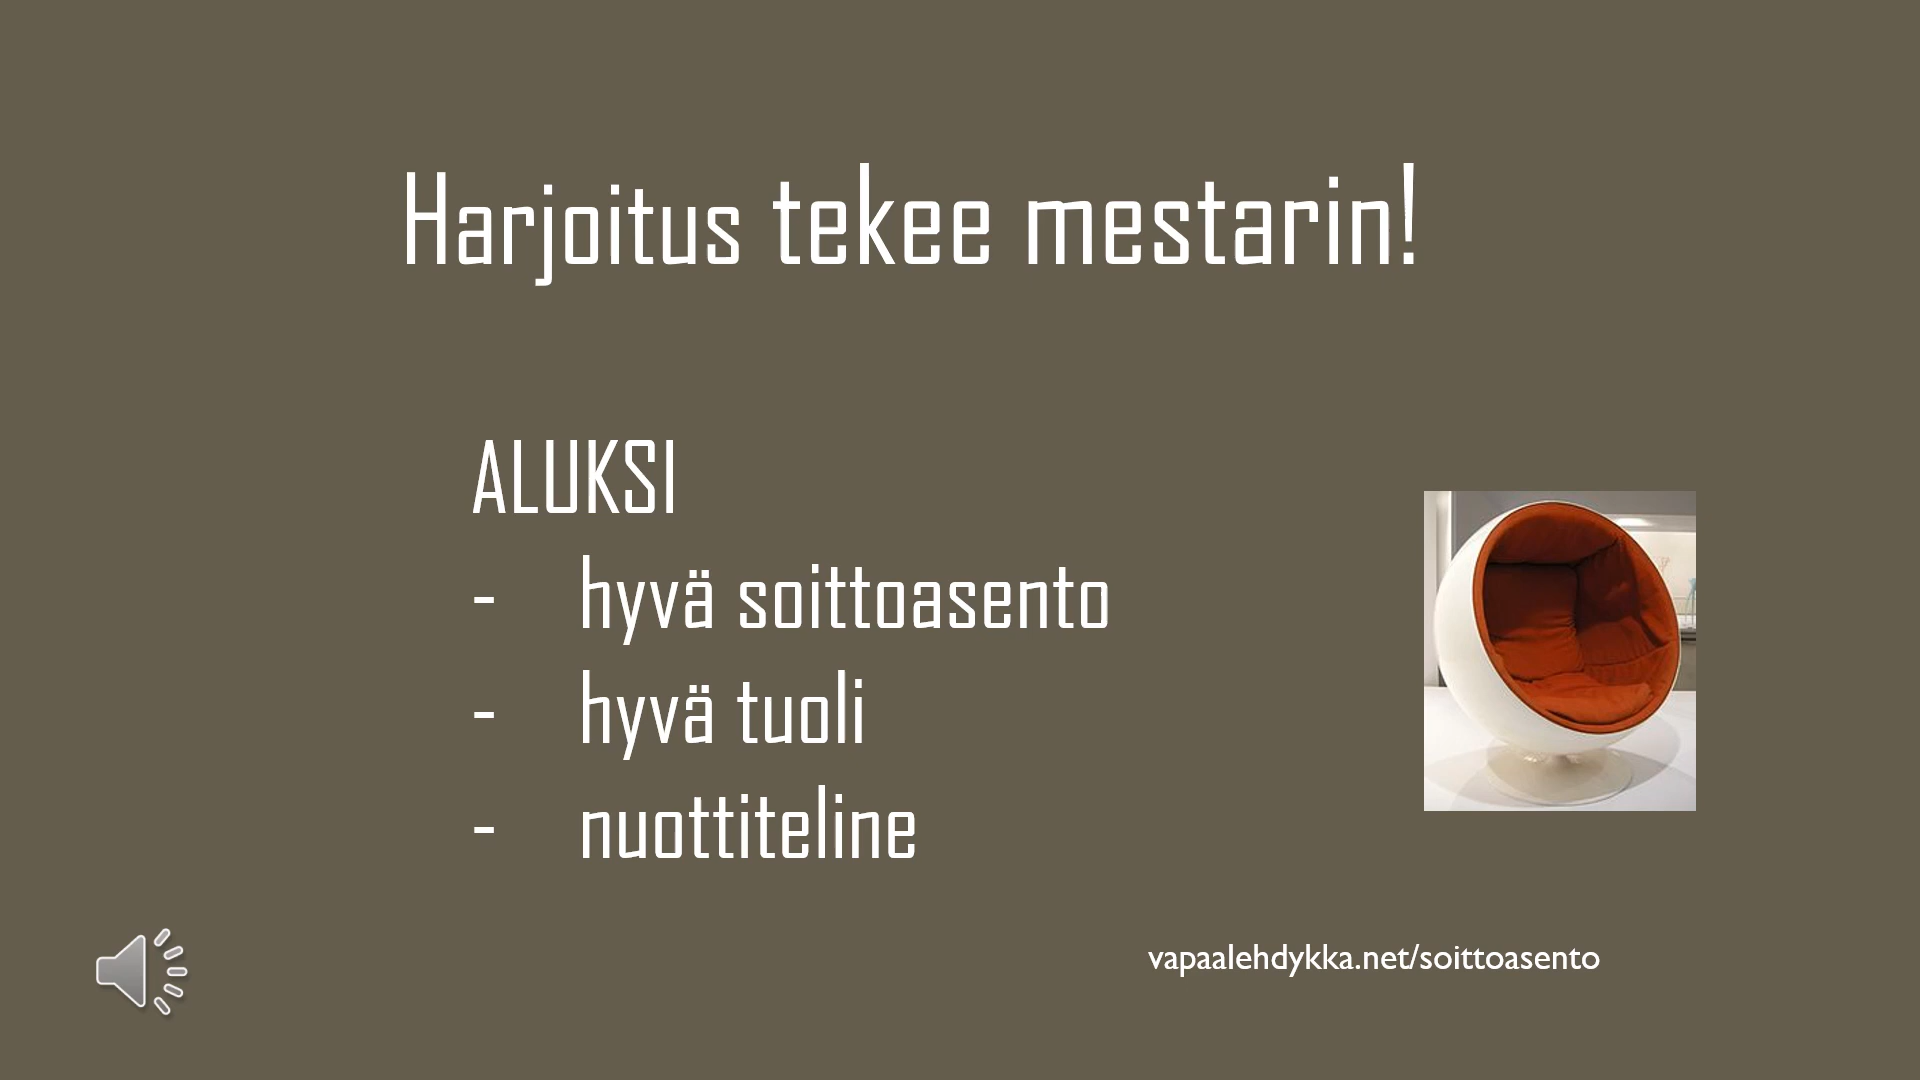 Harjoitus tekee mestarin!
ALUKSI
- hyvä soittoasento
- hyvä tuoli
- nuottiteline
vapaalehdykka.net/soittoasento